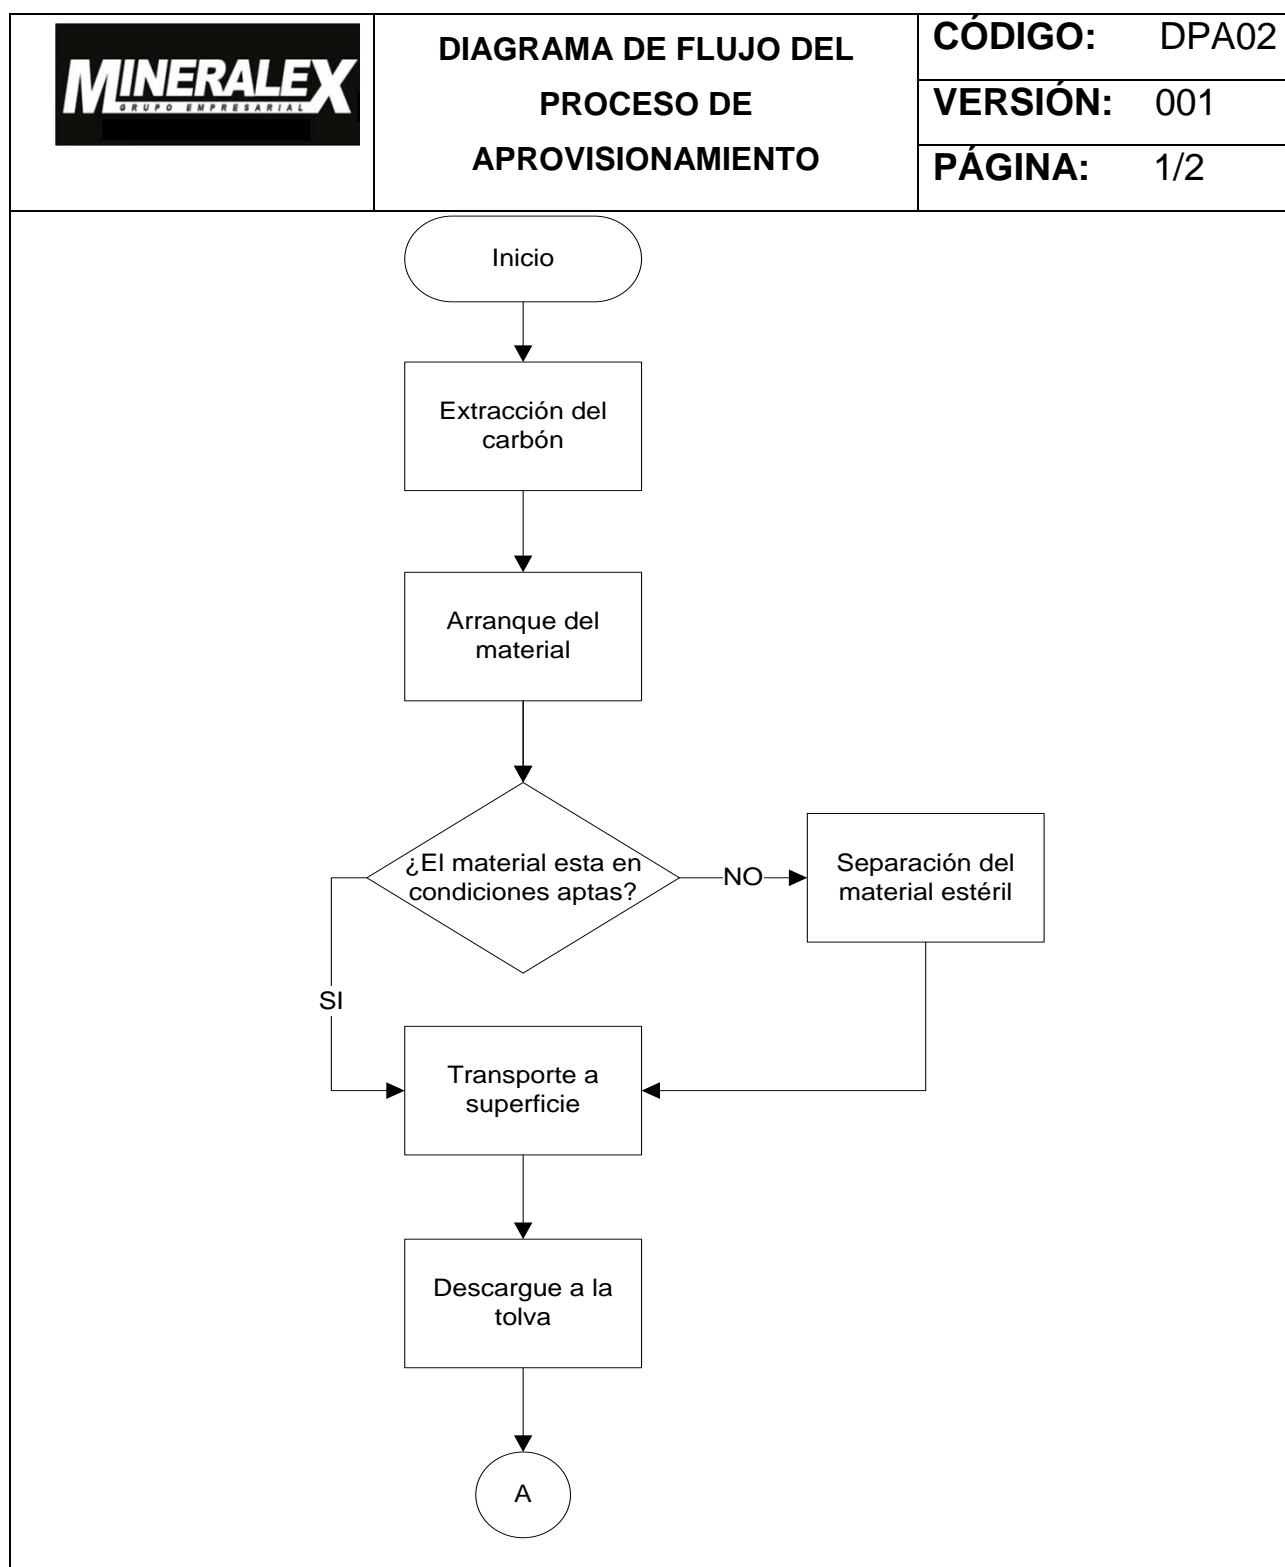 MINERALEX
GRUPO EMPRESARIAL
DIAGRAMA DE FLUJO DEL
PROCESO DE
APROVISIONAMIENTO
CÓDIGO: DPA02
VERSIÓN: 001
PÁGINA: 1/2
Inicio
Extracción del
carbón
Arranque del
material
¿El material esta en
condiciones aptas?
NO
Separación del
material estéril
SI
Transporte a
superficie
Descargue a la
tolva
A